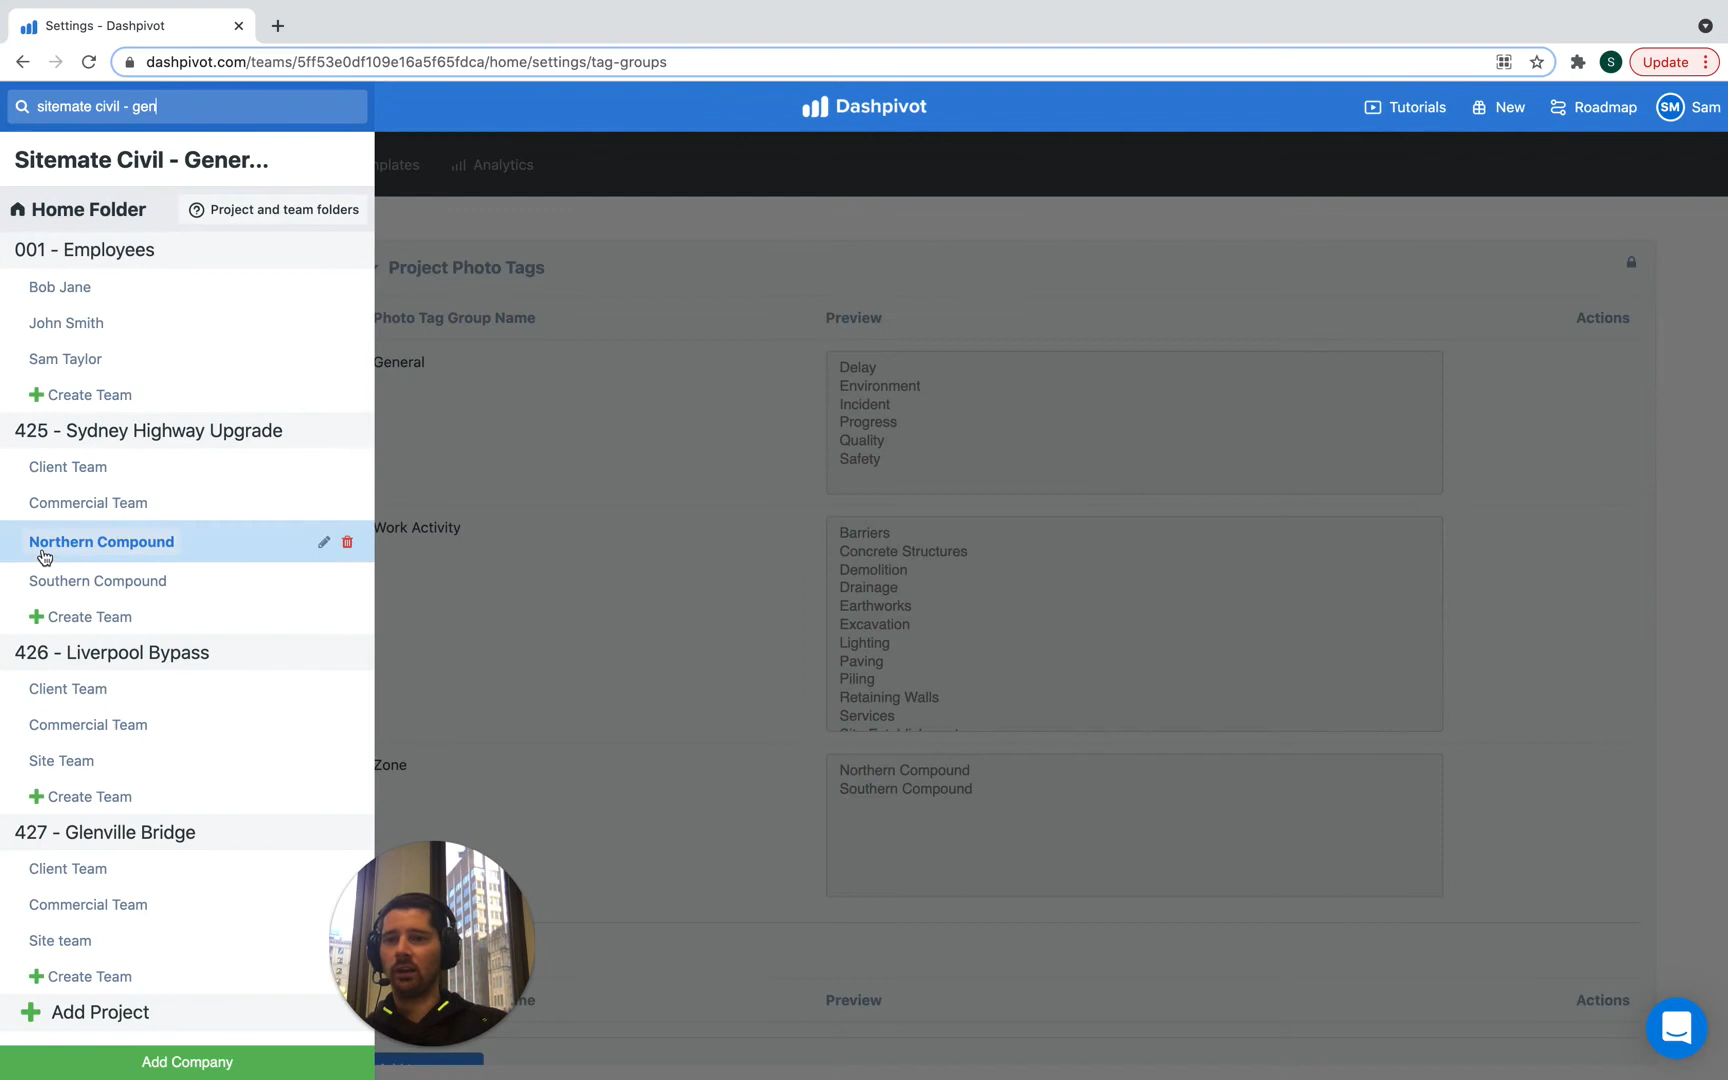 Settings - Dashpivot
dashpivot.com/teams/5ff53e0df109e16a5f65fdca/home/settings/tag-groups
S
Update
sitemate civil - gen
Dashpivot
Tutorials
New
Roadmap
SM
Sam
Sitemate Civil - Gener...
mplates
Analytics
Home Folder
Project and team folders
001 - Employees
Bob Jane
John Smith
Sam Taylor
Create Team
425 - Sydney Highway Upgrade
Client Team
Commercial Team
Northern Compound
Southern Compound
Create Team
426 - Liverpool Bypass
Client Team
Commercial Team
Site Team
Create Team
427 - Glenville Bridge
Client Team
Commercial Team
Site team
Create Team
Add Project
Add Company
Project Photo Tags
Photo Tag Group Name
Preview
Actions
General
Delay
Environment
Incident
Progress
Quality
Safety
Work Activity
Barriers
Concrete Structures
Demolition
Drainage
Earthworks
Excavation
Lighting
Paving
Piling
Retaining Walls
Services
Zone
Northern Compound
Southern Compound
me
Preview
Actions